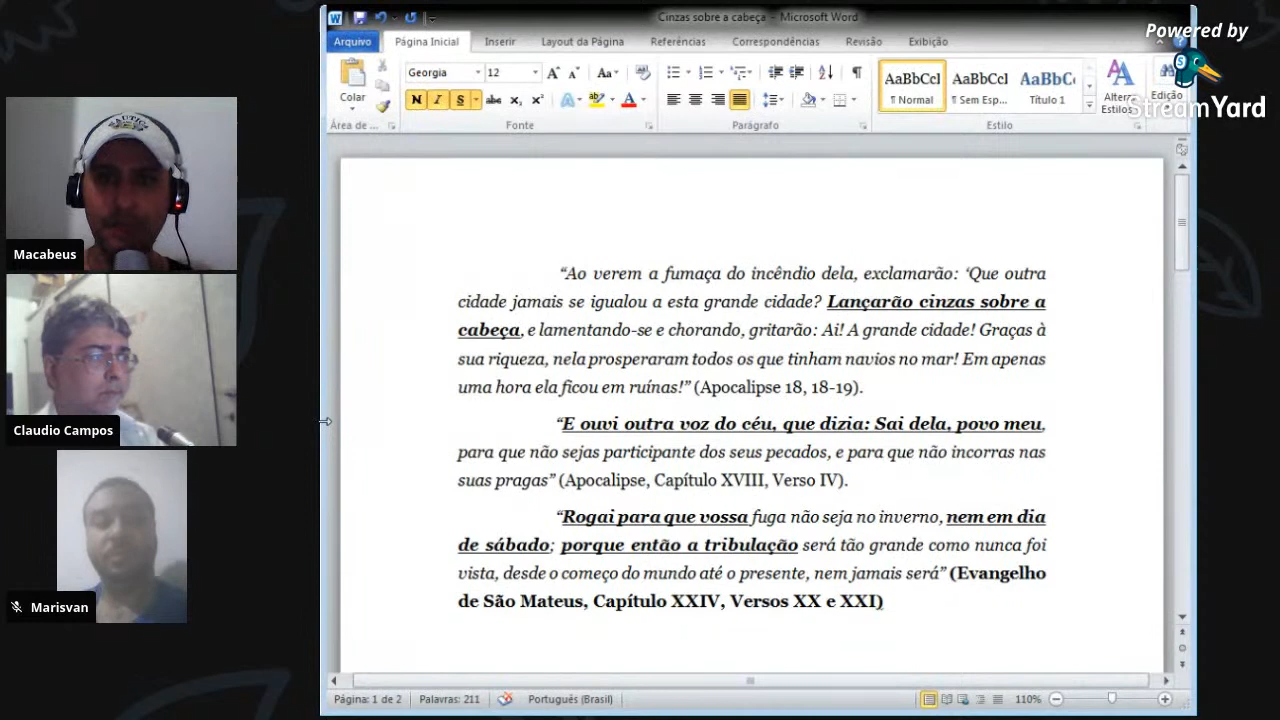 Cinzas sobre a cabeça - Microsoft Word
Powered by
StreamYard
Arquivo Página Inicial Inserir Layout da Página Referências Correspondências Revisão Exibição
Colar
Georgia 12
Aa
N I S abc x₂ x² A ab A
AaBbCcI AaBbCcI AaBbC
¶ Normal ¶ Sem Esp... Título 1
Alterar
Estilos
Edição
Área de ... Fonte Parágrafo Estilo
NAUTICA
Macabeus
Claudio Campos
Marisvan
“Ao verem a fumaça do incêndio dela, exclamarão: ‘Que outra
cidade jamais se igualou a esta grande cidade? Lançarão cinzas sobre a
cabeça, e lamentando-se e chorando, gritarão: Ai! A grande cidade! Graças à
sua riqueza, nela prosperaram todos os que tinham navios no mar! Em apenas
uma hora ela ficou em ruínas!” (Apocalipse 18, 18-19).
“E ouvi outra voz do céu, que dizia: Sai dela, povo meu,
para que não sejas participante dos seus pecados, e para que não incorras nas
suas pragas” (Apocalipse, Capítulo XVIII, Verso IV).
“Rogai para que vossa fuga não seja no inverno, nem em dia
de sábado; porque então a tribulação será tão grande como nunca foi
vista, desde o começo do mundo até o presente, nem jamais será” (Evangelho
de São Mateus, Capítulo XXIV, Versos XX e XXI)
Página: 1 de 2 Palavras: 211 Português (Brasil) 110%